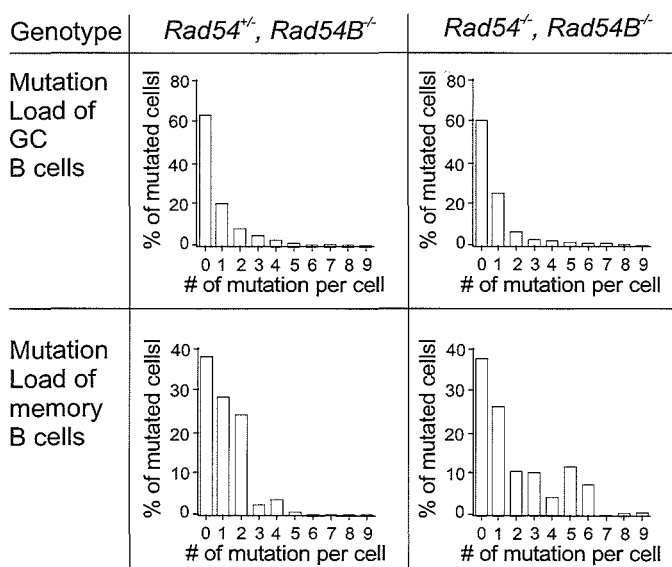 Genotype
Rad54+/-, Rad54B-/-
Rad54-/-, Rad54B-/-
Mutation
Load of
GC
B cells
% of mutated cellsl
80
60
40
20
0
0 1 2 3 4 5 6 7 8 9
# of mutation per cell
% of mutated cellsl
80
60
40
20
0
0 1 2 3 4 5 6 7 8 9
# of mutation per cell
Mutation
Load of
memory
B cells
% of mutated cellsl
40
30
20
10
0
0 1 2 3 4 5 6 7 8 9
# of mutation per cell
% of mutated cellsl
40
30
20
10
0
0 1 2 3 4 5 6 7 8 9
# of mutation per cell